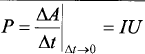 P = ΔA/Δt |Δt→0 = IU